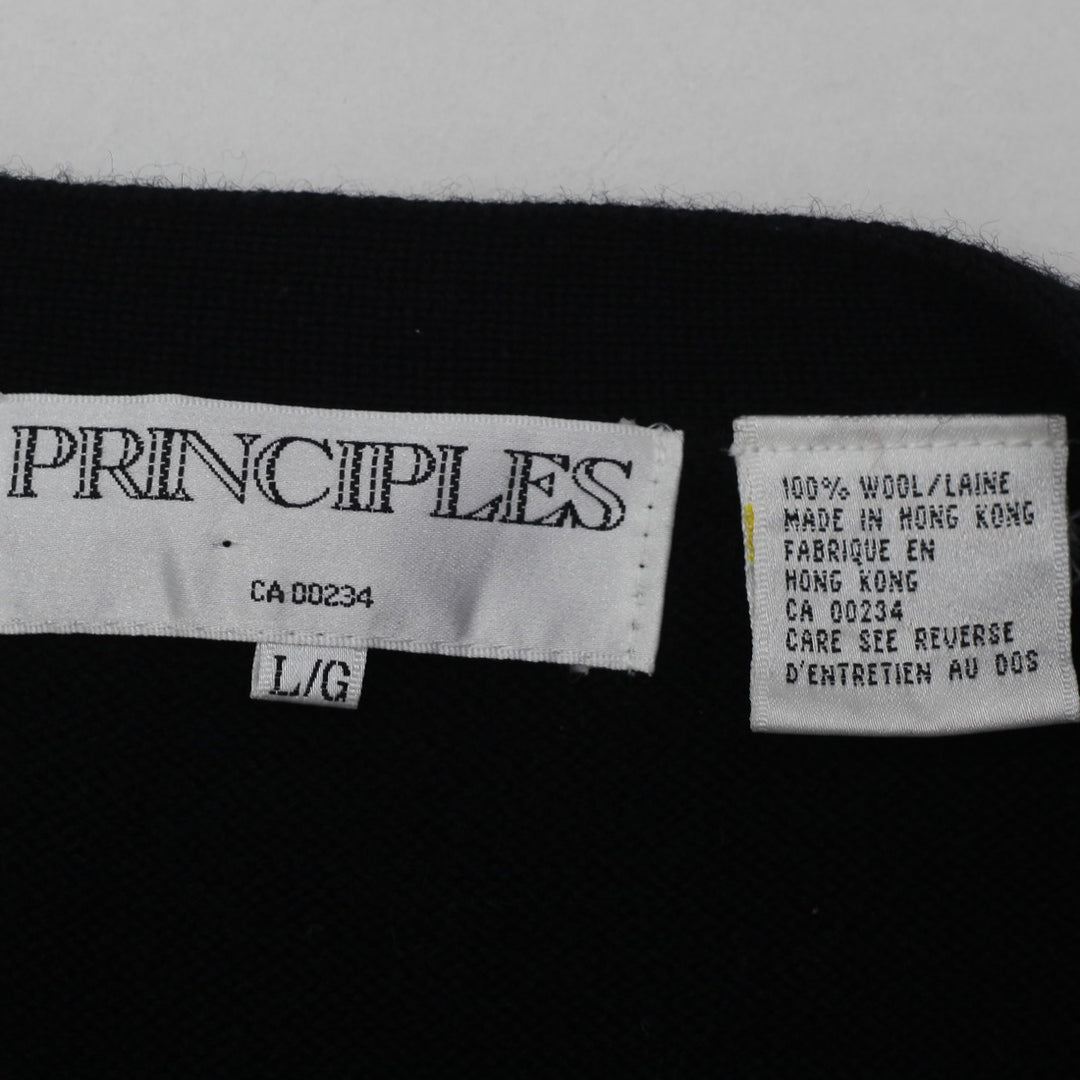 PRINCIPLES
CA 00234
L/G
100% WOOL/LAINE
MADE IN HONG KONG
FABRIQUE EN
HONG KONG
CA 00234
CARE SEE REVERSE
D'ENTRETIEN AU DOS